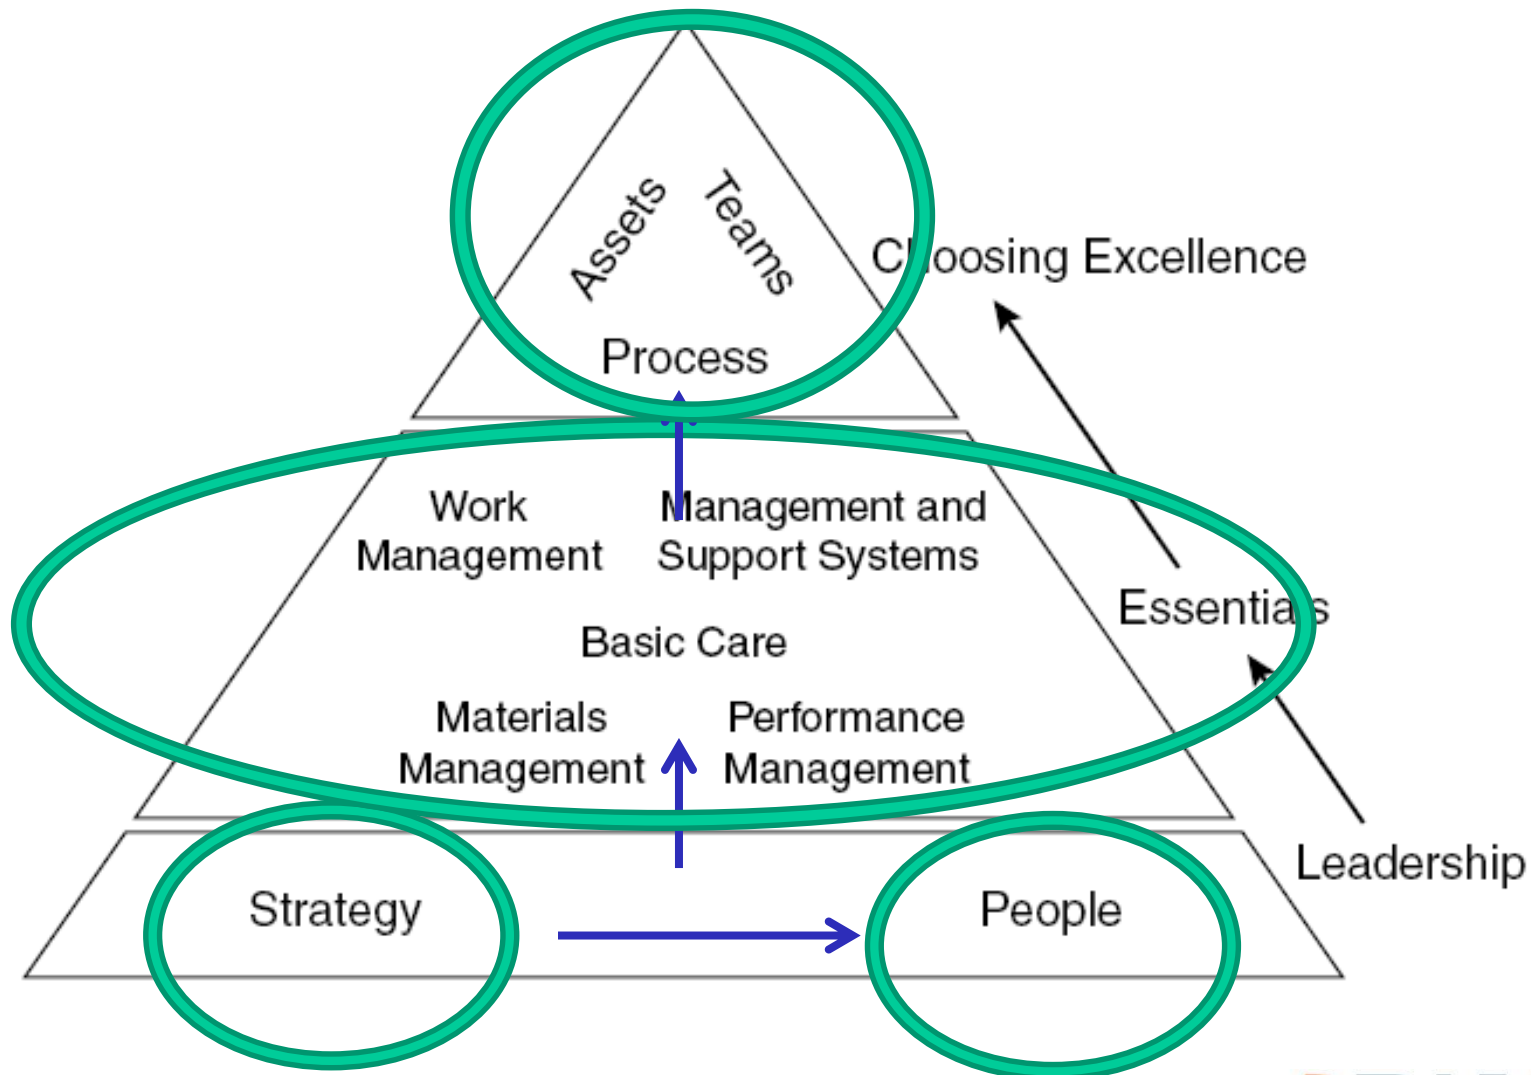 Assets
Teams
Choosing Excellence
Process
Work
Management
Management and
Support Systems
Essentials
Basic Care
Materials
Management
Performance
Management
Leadership
Strategy
People